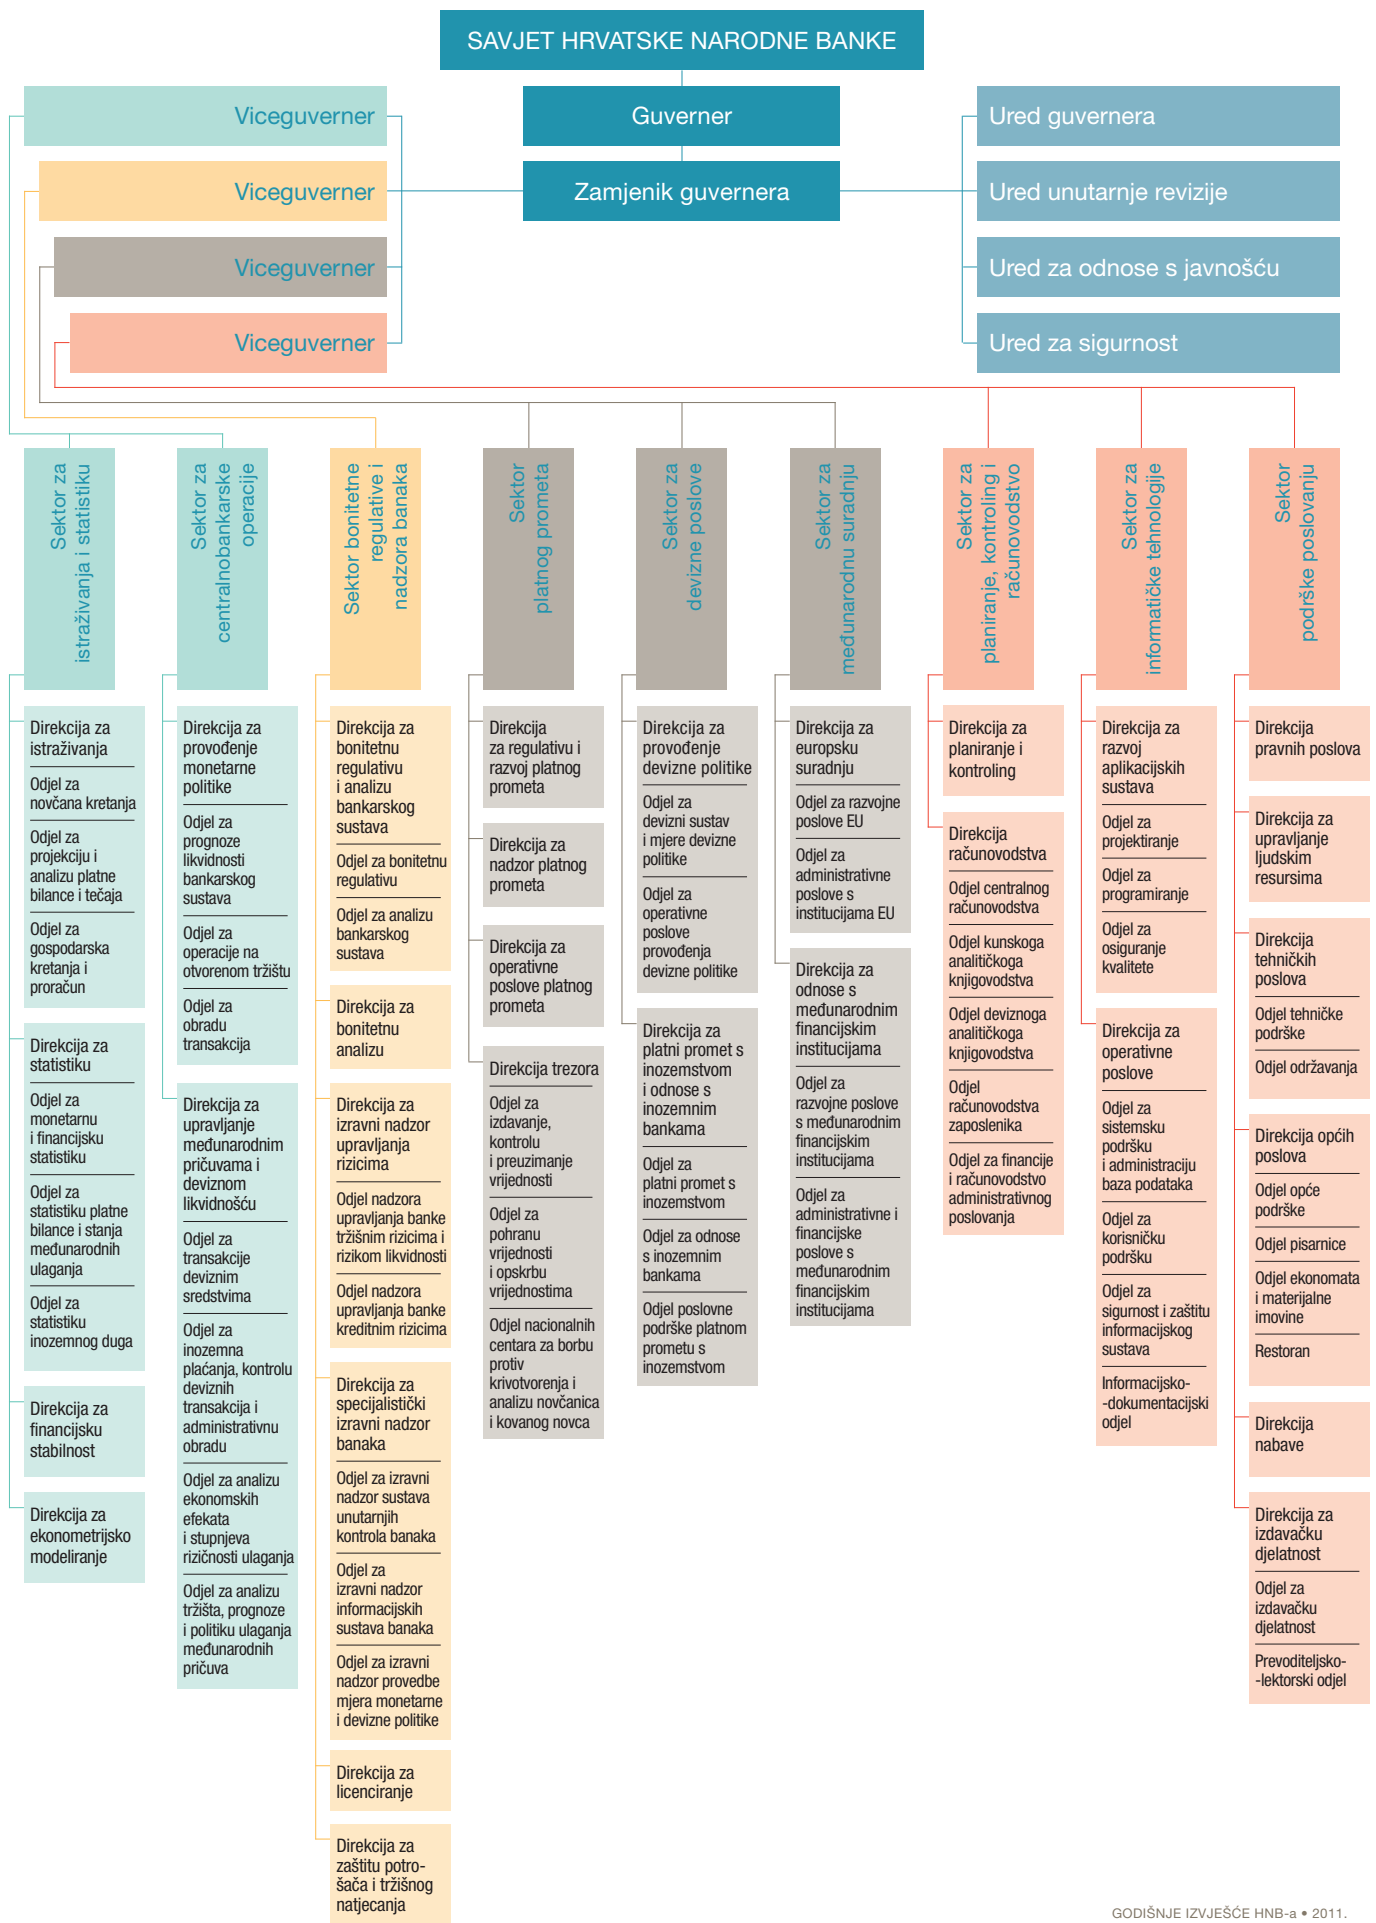 SAVJET HRVATSKE NARODNE BANKE
Guverner
Zamjenik guvernera
Viceguverner
Viceguverner
Viceguverner
Viceguverner
Ured guvernera
Ured unutarnje revizije
Ured za odnose s javnošću
Ured za sigurnost
Sektor za
istraživanja i statistiku
Direkcija za
istraživanja
Odjel za
novčana kretanja
Odjel za
projekciju i
analizu platne
bilance i tečaja
Odjel za
gospodarska
kretanja i
proračun
Direkcija za
statistiku
Odjel za
monetarnu
i financijsku
statistiku
Odjel za
statistiku platne
bilance i stanja
međunarodnih
ulaganja
Odjel za
statistiku
inozemnog duga
Direkcija za
financijsku
stabilnost
Direkcija za
ekonometrijsko
modeliranje
Sektor za
centralnobankarske
operacije
Direkcija za
provođenje
monetarne
politike
Odjel za
prognoze
likvidnosti
bankarskog
sustava
Odjel za
operacije na
otvorenom tržištu
Odjel za
obradu
transakcija
Direkcija za
upravljanje
međunarodnim
pričuvama i
deviznom
likvidnošću
Odjel za
transakcije
deviznim
sredstvima
Odjel za
inozemna
plaćanja, kontrolu
deviznih
transakcija i
administrativnu
obradu
Odjel za analizu
ekonomskih
efekata
i stupnjeva
rizičnosti ulaganja
Odjel za analizu
tržišta, prognoze
i politiku ulaganja
međunarodnih
pričuva
Sektor bonitetne
regulative i
nadzora banaka
Direkcija za
bonitetnu
regulativu
i analizu
bankarskog
sustava
Odjel za bonitetnu
regulativu
Odjel za analizu
bankarskog
sustava
Direkcija za
bonitetnu
analizu
Direkcija za
izravni nadzor
upravljanja
rizicima
Odjel nadzora
upravljanja banke
tržišnim rizicima i
rizikom likvidnosti
Odjel nadzora
upravljanja banke
kreditnim rizicima
Direkcija za
specijalistički
izravni nadzor
banaka
Odjel za izravni
nadzor sustava
unutarnjih
kontrola banaka
Odjel za
izravni nadzor
informacijskih
sustava banaka
Odjel za izravni
nadzor provedbe
mjera monetarne
i devizne politike
Direkcija za
licenciranje
Direkcija za
zaštitu potro-
šača i tržišnog
natjecanja
Sektor
platnog prometa
Direkcija
za regulativu i
razvoj platnog
prometa
Direkcija za
nadzor platnog
prometa
Direkcija za
operativne
poslove platnog
prometa
Direkcija trezora
Odjel za
izdavanje,
kontrolu
i preuzimanje
vrijednosti
Odjel za
pohranu
vrijednosti
i opskrbu
vrijednostima
Odjel nacionalnih
centara za borbu
protiv
krivotvorenja i
analizu novčanica
i kovanog novca
Sektor za
devizne poslove
Direkcija za
provođenje
devizne politike
Odjel za
devizni sustav
i mjere devizne
politike
Odjel za
operativne
poslove
provođenja
devizne politike
Direkcija za
platni promet s
inozemstvom
i odnose s
inozemnim
bankama
Odjel za
platni promet s
inozemstvom
Odjel za odnose
s inozemnim
bankama
Odjel poslovne
podrške platnom
prometu s
inozemstvom
Sektor za
međunarodnu suradnju
Direkcija za
europsku
suradnju
Odjel za razvojne
poslove EU
Odjel za
administrativne
poslove s
institucijama EU
Direkcija za
odnose s
međunarodnim
financijskim
institucijama
Odjel za
razvojne poslove
s međunarodnim
financijskim
institucijama
Odjel za
administrativne i
financijske
poslove s
međunarodnim
financijskim
institucijama
Sektor za
planiranje, kontroling i
računovodstvo
Direkcija za
planiranje i
kontroling
Direkcija
računovodstva
Odjel centralnog
računovodstva
Odjel kunskoga
analitičkoga
knjigovodstva
Odjel deviznoga
analitičkoga
knjigovodstva
Odjel
računovodstva
zaposlenika
Odjel za financije
i računovodstvo
administrativnog
poslovanja
Sektor za
informatičke tehnologije
Direkcija za
razvoj
aplikacijskih
sustava
Odjel za
projektiranje
Odjel za
programiranje
Odjel za
osiguranje
kvalitete
Direkcija za
operativne
poslove
Odjel za
sistemsku
podršku
i administraciju
baza podataka
Odjel za
korisničku
podršku
Odjel za
sigurnost i zaštitu
informacijskog
sustava
Informacijsko-
-dokumentacijski
odjel
Sektor
podrške poslovanju
Direkcija
pravnih poslova
Direkcija za
upravljanje
ljudskim
resursima
Direkcija
tehničkih
poslova
Odjel tehničke
podrške
Odjel održavanja
Direkcija općih
poslova
Odjel opće
podrške
Odjel pisarnice
Odjel ekonomata
i materijalne
imovine
Restoran
Direkcija
nabave
Direkcija za
izdavačku
djelatnost
Odjel za
izdavačku
djelatnost
Prevoditeljsko-
-lektorski odjel
GODIŠNJE IZVJEŠĆE HNB-a • 2011.